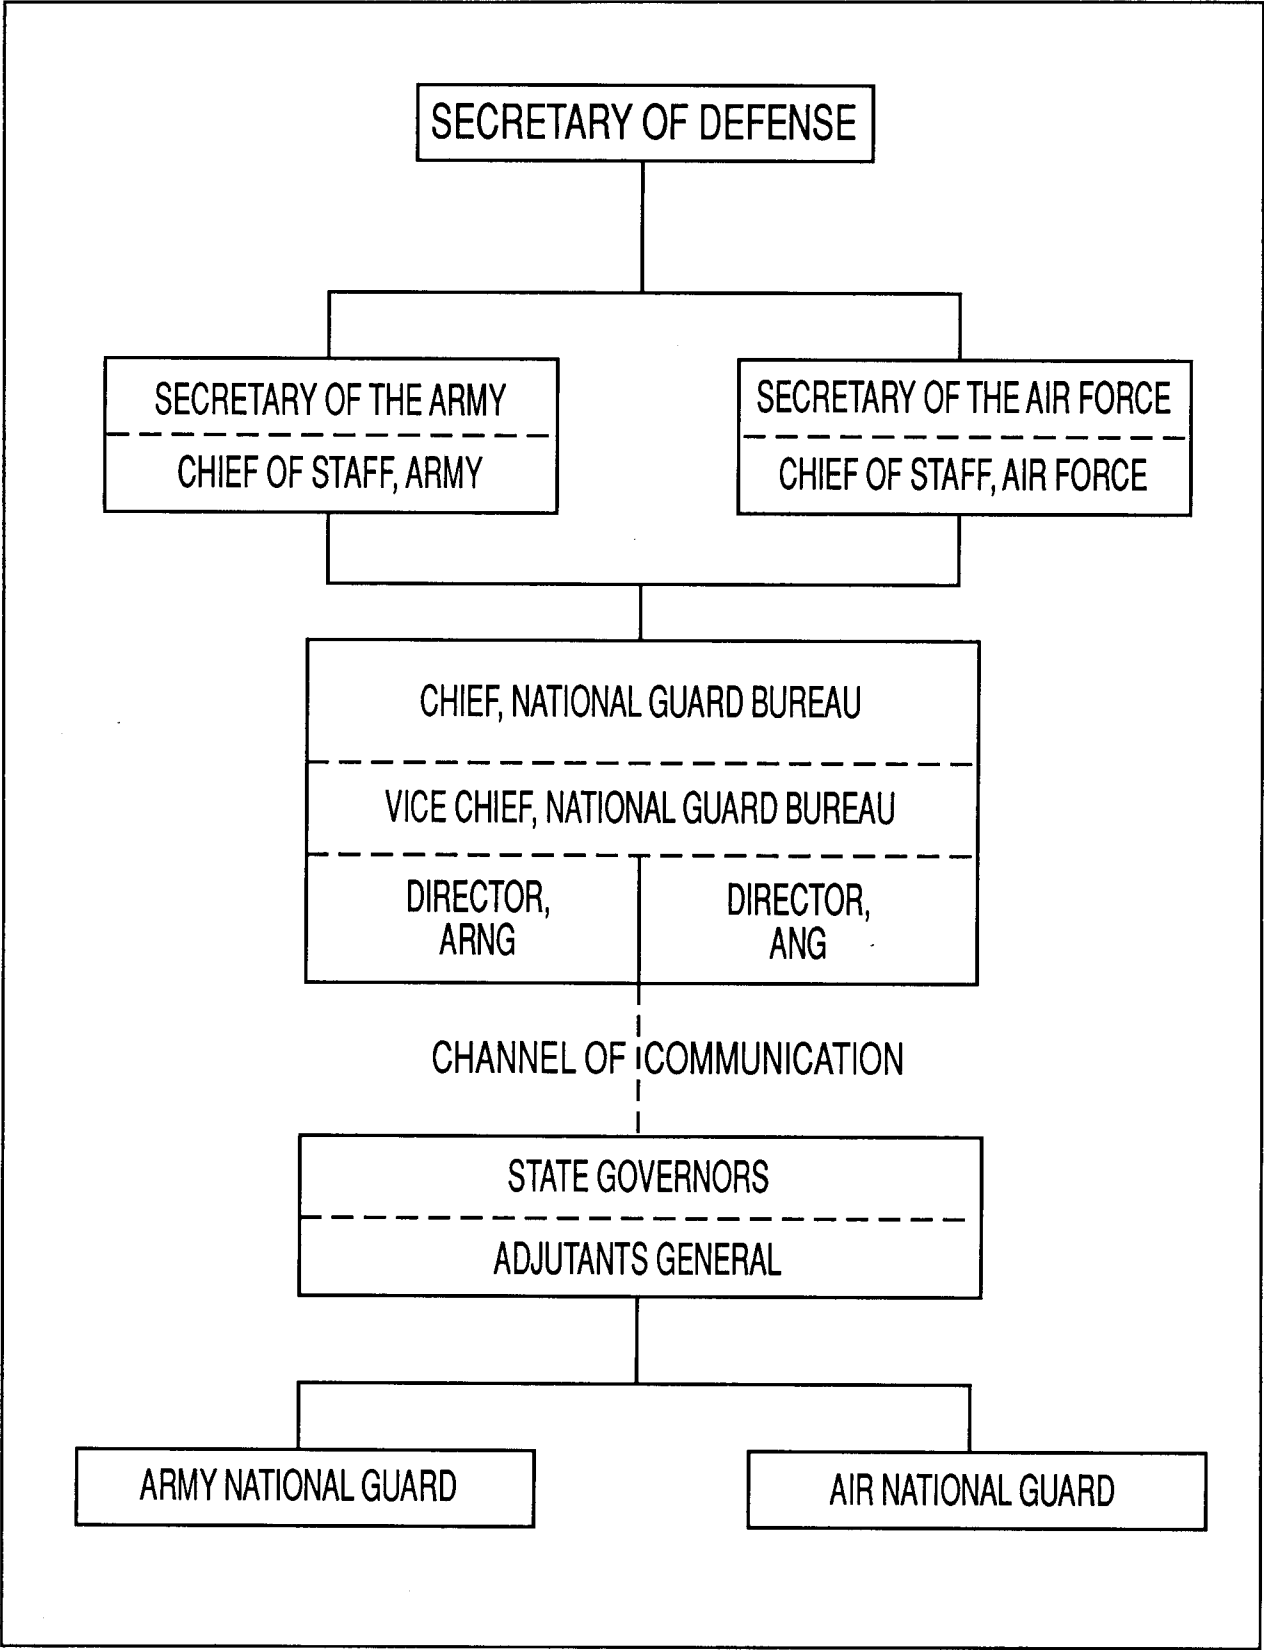 SECRETARY OF DEFENSE
SECRETARY OF THE ARMY
CHIEF OF STAFF, ARMY
SECRETARY OF THE AIR FORCE
CHIEF OF STAFF, AIR FORCE
CHIEF, NATIONAL GUARD BUREAU
VICE CHIEF, NATIONAL GUARD BUREAU
DIRECTOR,
ARNG
DIRECTOR,
ANG
CHANNEL OF COMMUNICATION
STATE GOVERNORS
ADJUTANTS GENERAL
ARMY NATIONAL GUARD
AIR NATIONAL GUARD